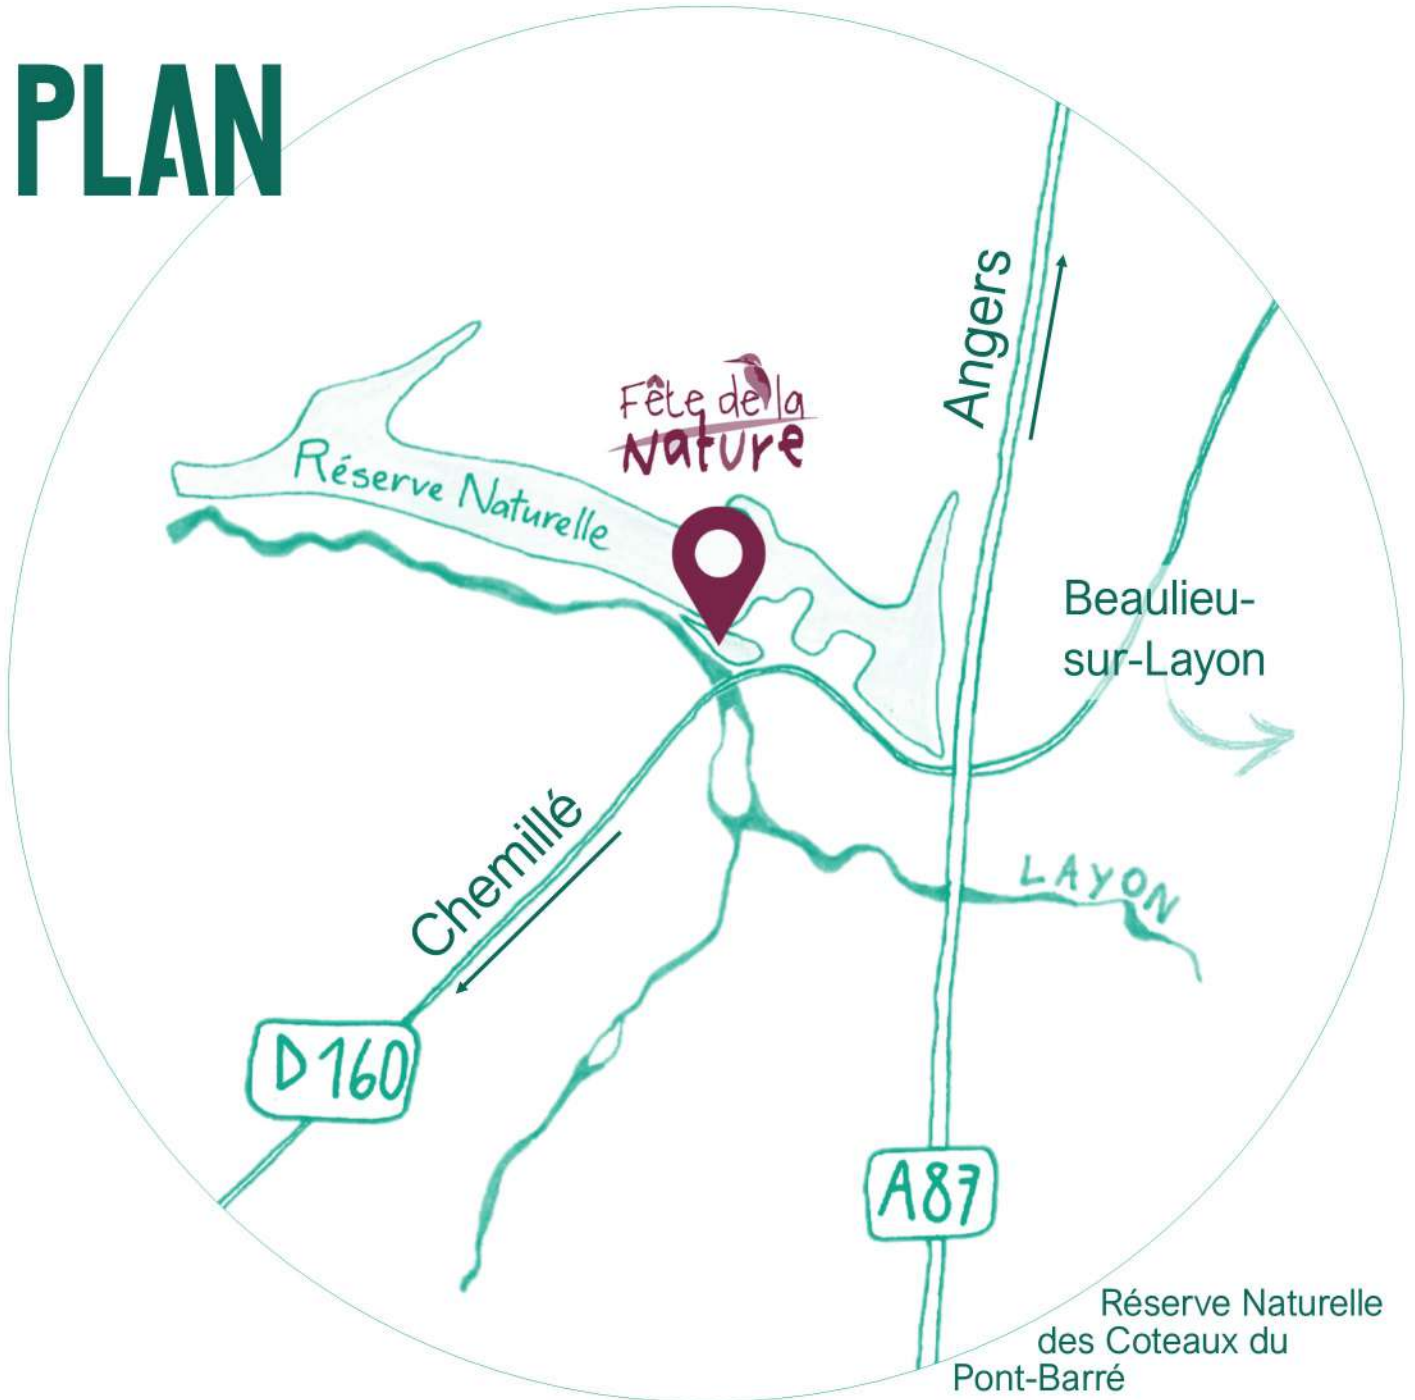 PLAN
Angers
Fête de la
Nature
Réserve Naturelle
Beaulieu-
sur-Layon
Chemillé
LAYON
D160
A87
Réserve Naturelle
des Coteaux du
Pont-Barré